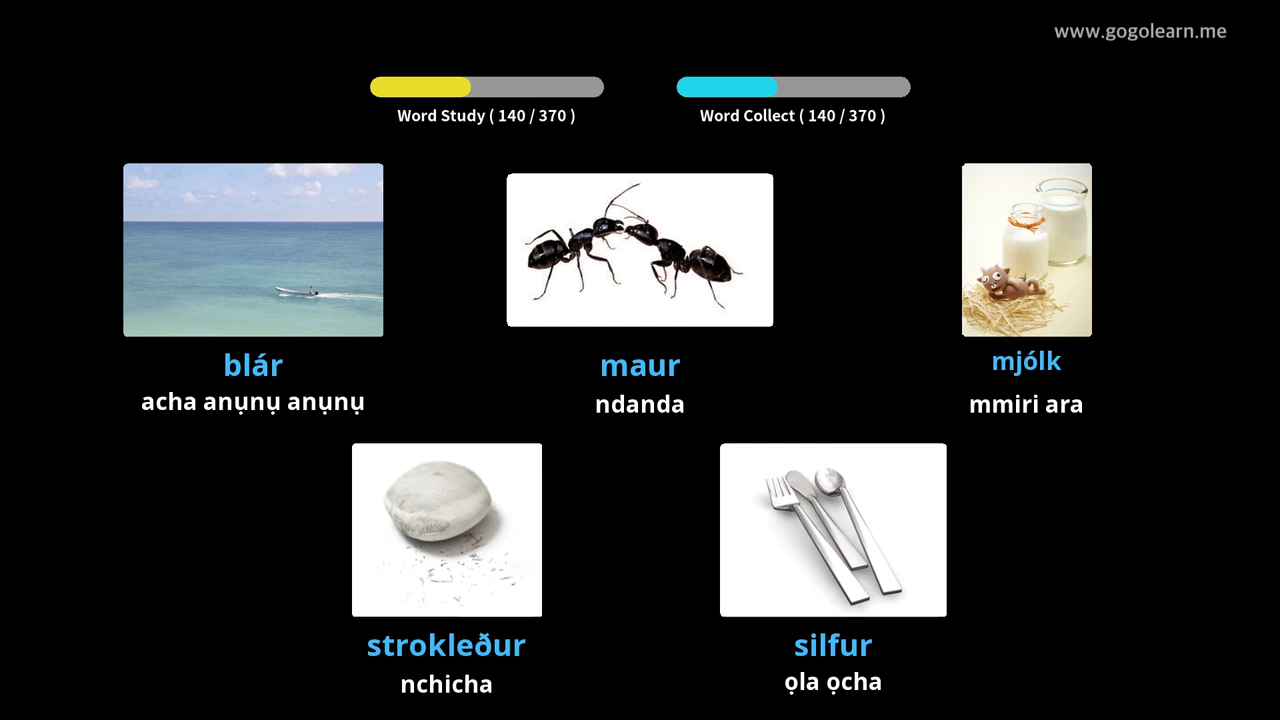 www.gogolearn.me
Word Study ( 140 / 370 )
Word Collect ( 140 / 370 )
blár
acha anụnụ anụnụ
maur
ndanda
mjólk
mmiri ara
strokleður
nchicha
silfur
ọla ọcha